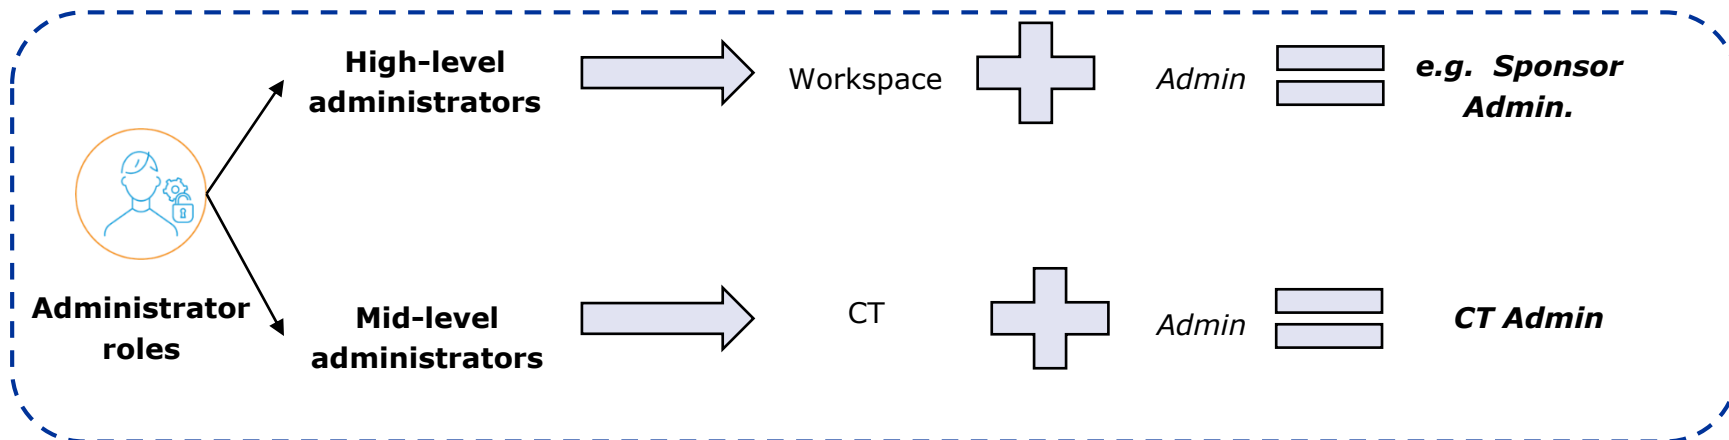 High-level
administrators
Workspace
Admin
e.g. Sponsor
Admin.
Administrator
roles
Mid-level
administrators
CT
Admin
CT Admin